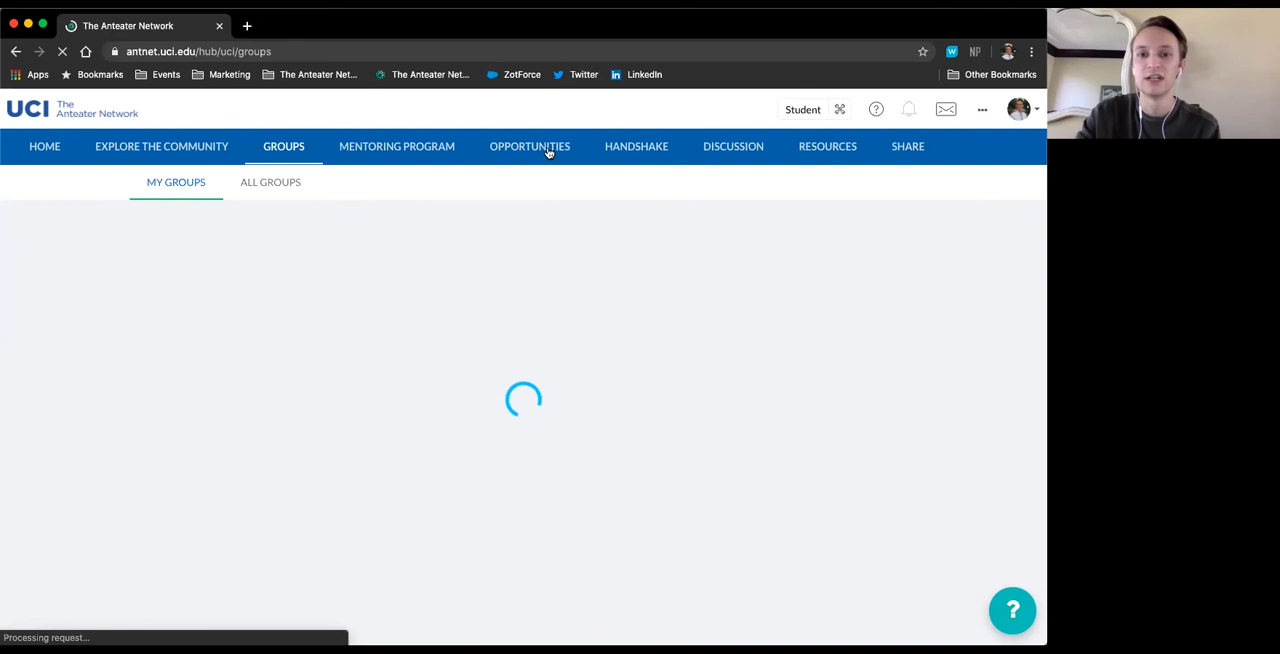 The Anteater Network
antnet.uci.edu/hub/uci/groups
W NP
Apps Bookmarks Events Marketing The Anteater Net... The Anteater Net... ZotForce Twitter LinkedIn Other Bookmarks
UCI The Anteater Network
Student ?
HOME EXPLORE THE COMMUNITY GROUPS MENTORING PROGRAM OPPORTUNITIES HANDSHAKE DISCUSSION RESOURCES SHARE
MY GROUPS ALL GROUPS
?
Processing request...